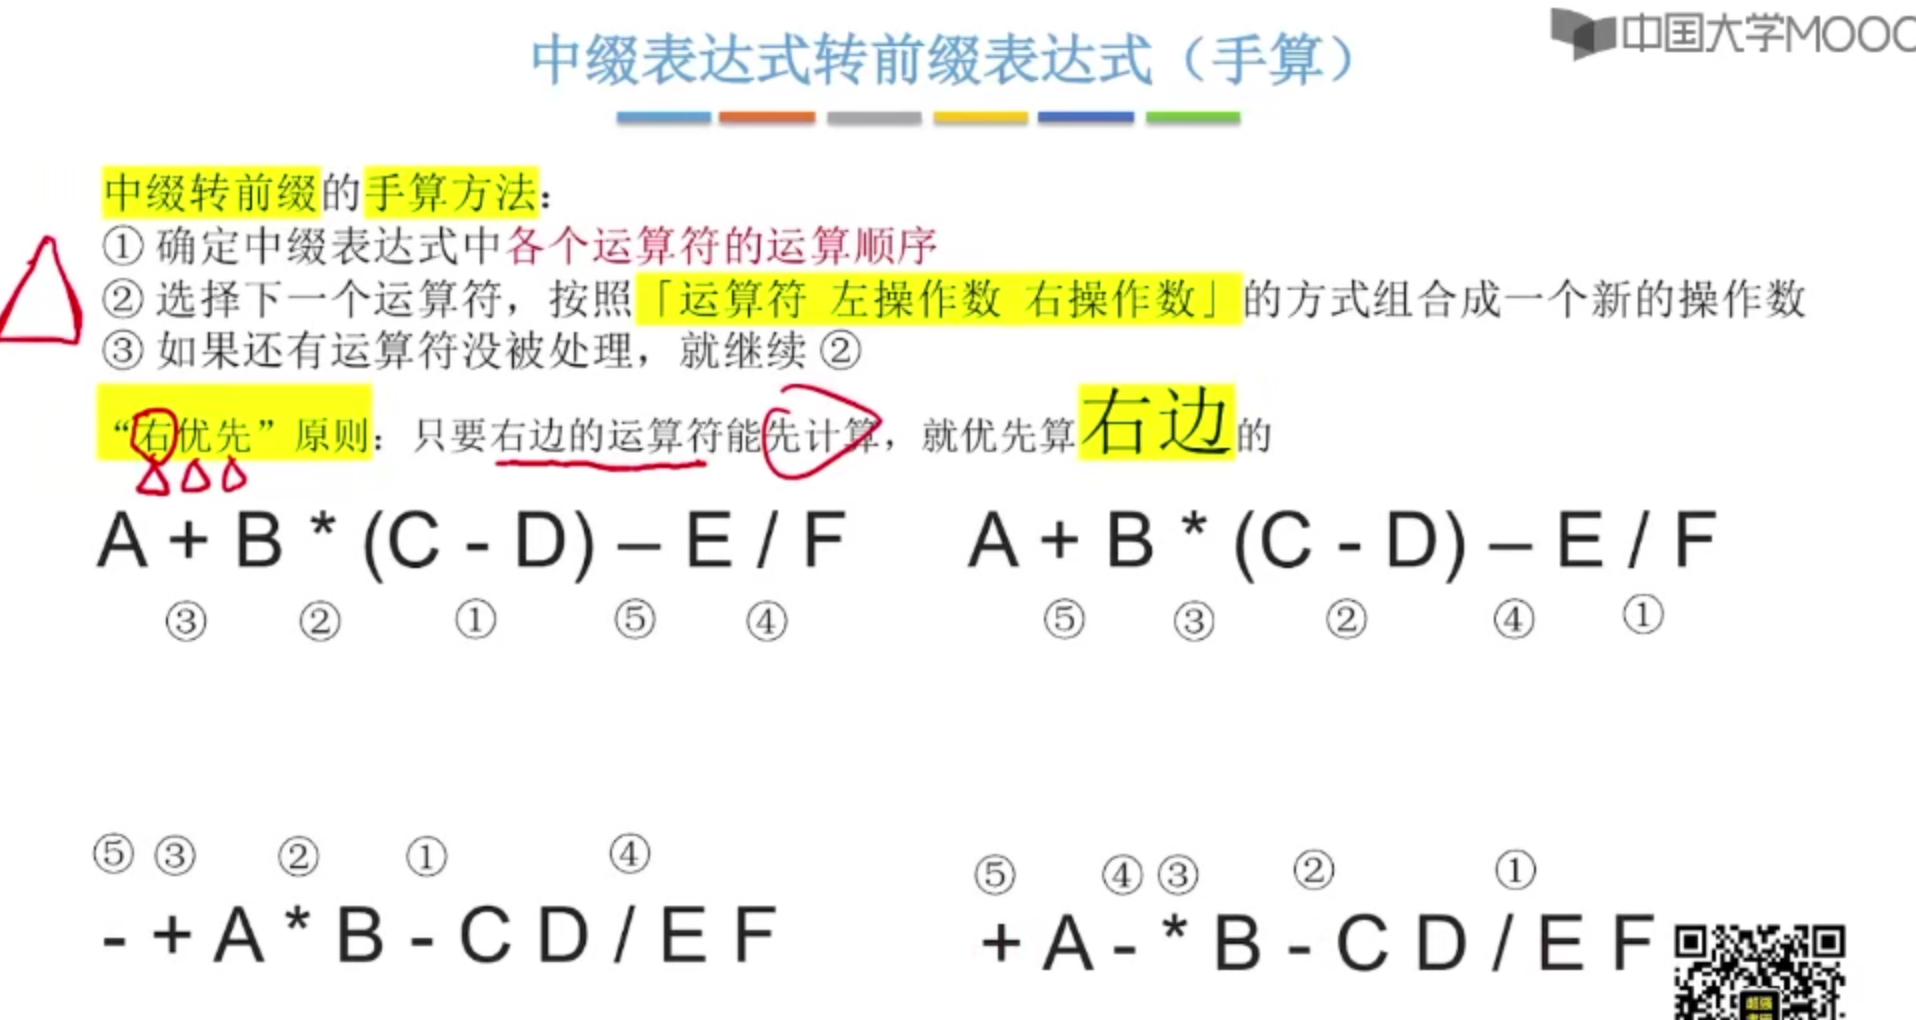 中国大学MOOC
中缀表达式转前缀表达式（手算）
中缀转前缀的手算方法：
① 确定中缀表达式中各个运算符的运算顺序
② 选择下一个运算符，按照「运算符 左操作数 右操作数」的方式组合成一个新的操作数
③ 如果还有运算符没被处理，就继续 ②
“右优先”原则：只要右边的运算符能先计算，就优先算右边的
A + B * (C - D) – E / F
③ ② ① ⑤ ④
A + B * (C - D) – E / F
⑤ ③ ② ④ ①
⑤ ③ ② ① ④
- + A * B - C D / E F
⑤ ④ ③ ② ①
+ A - * B - C D / E F